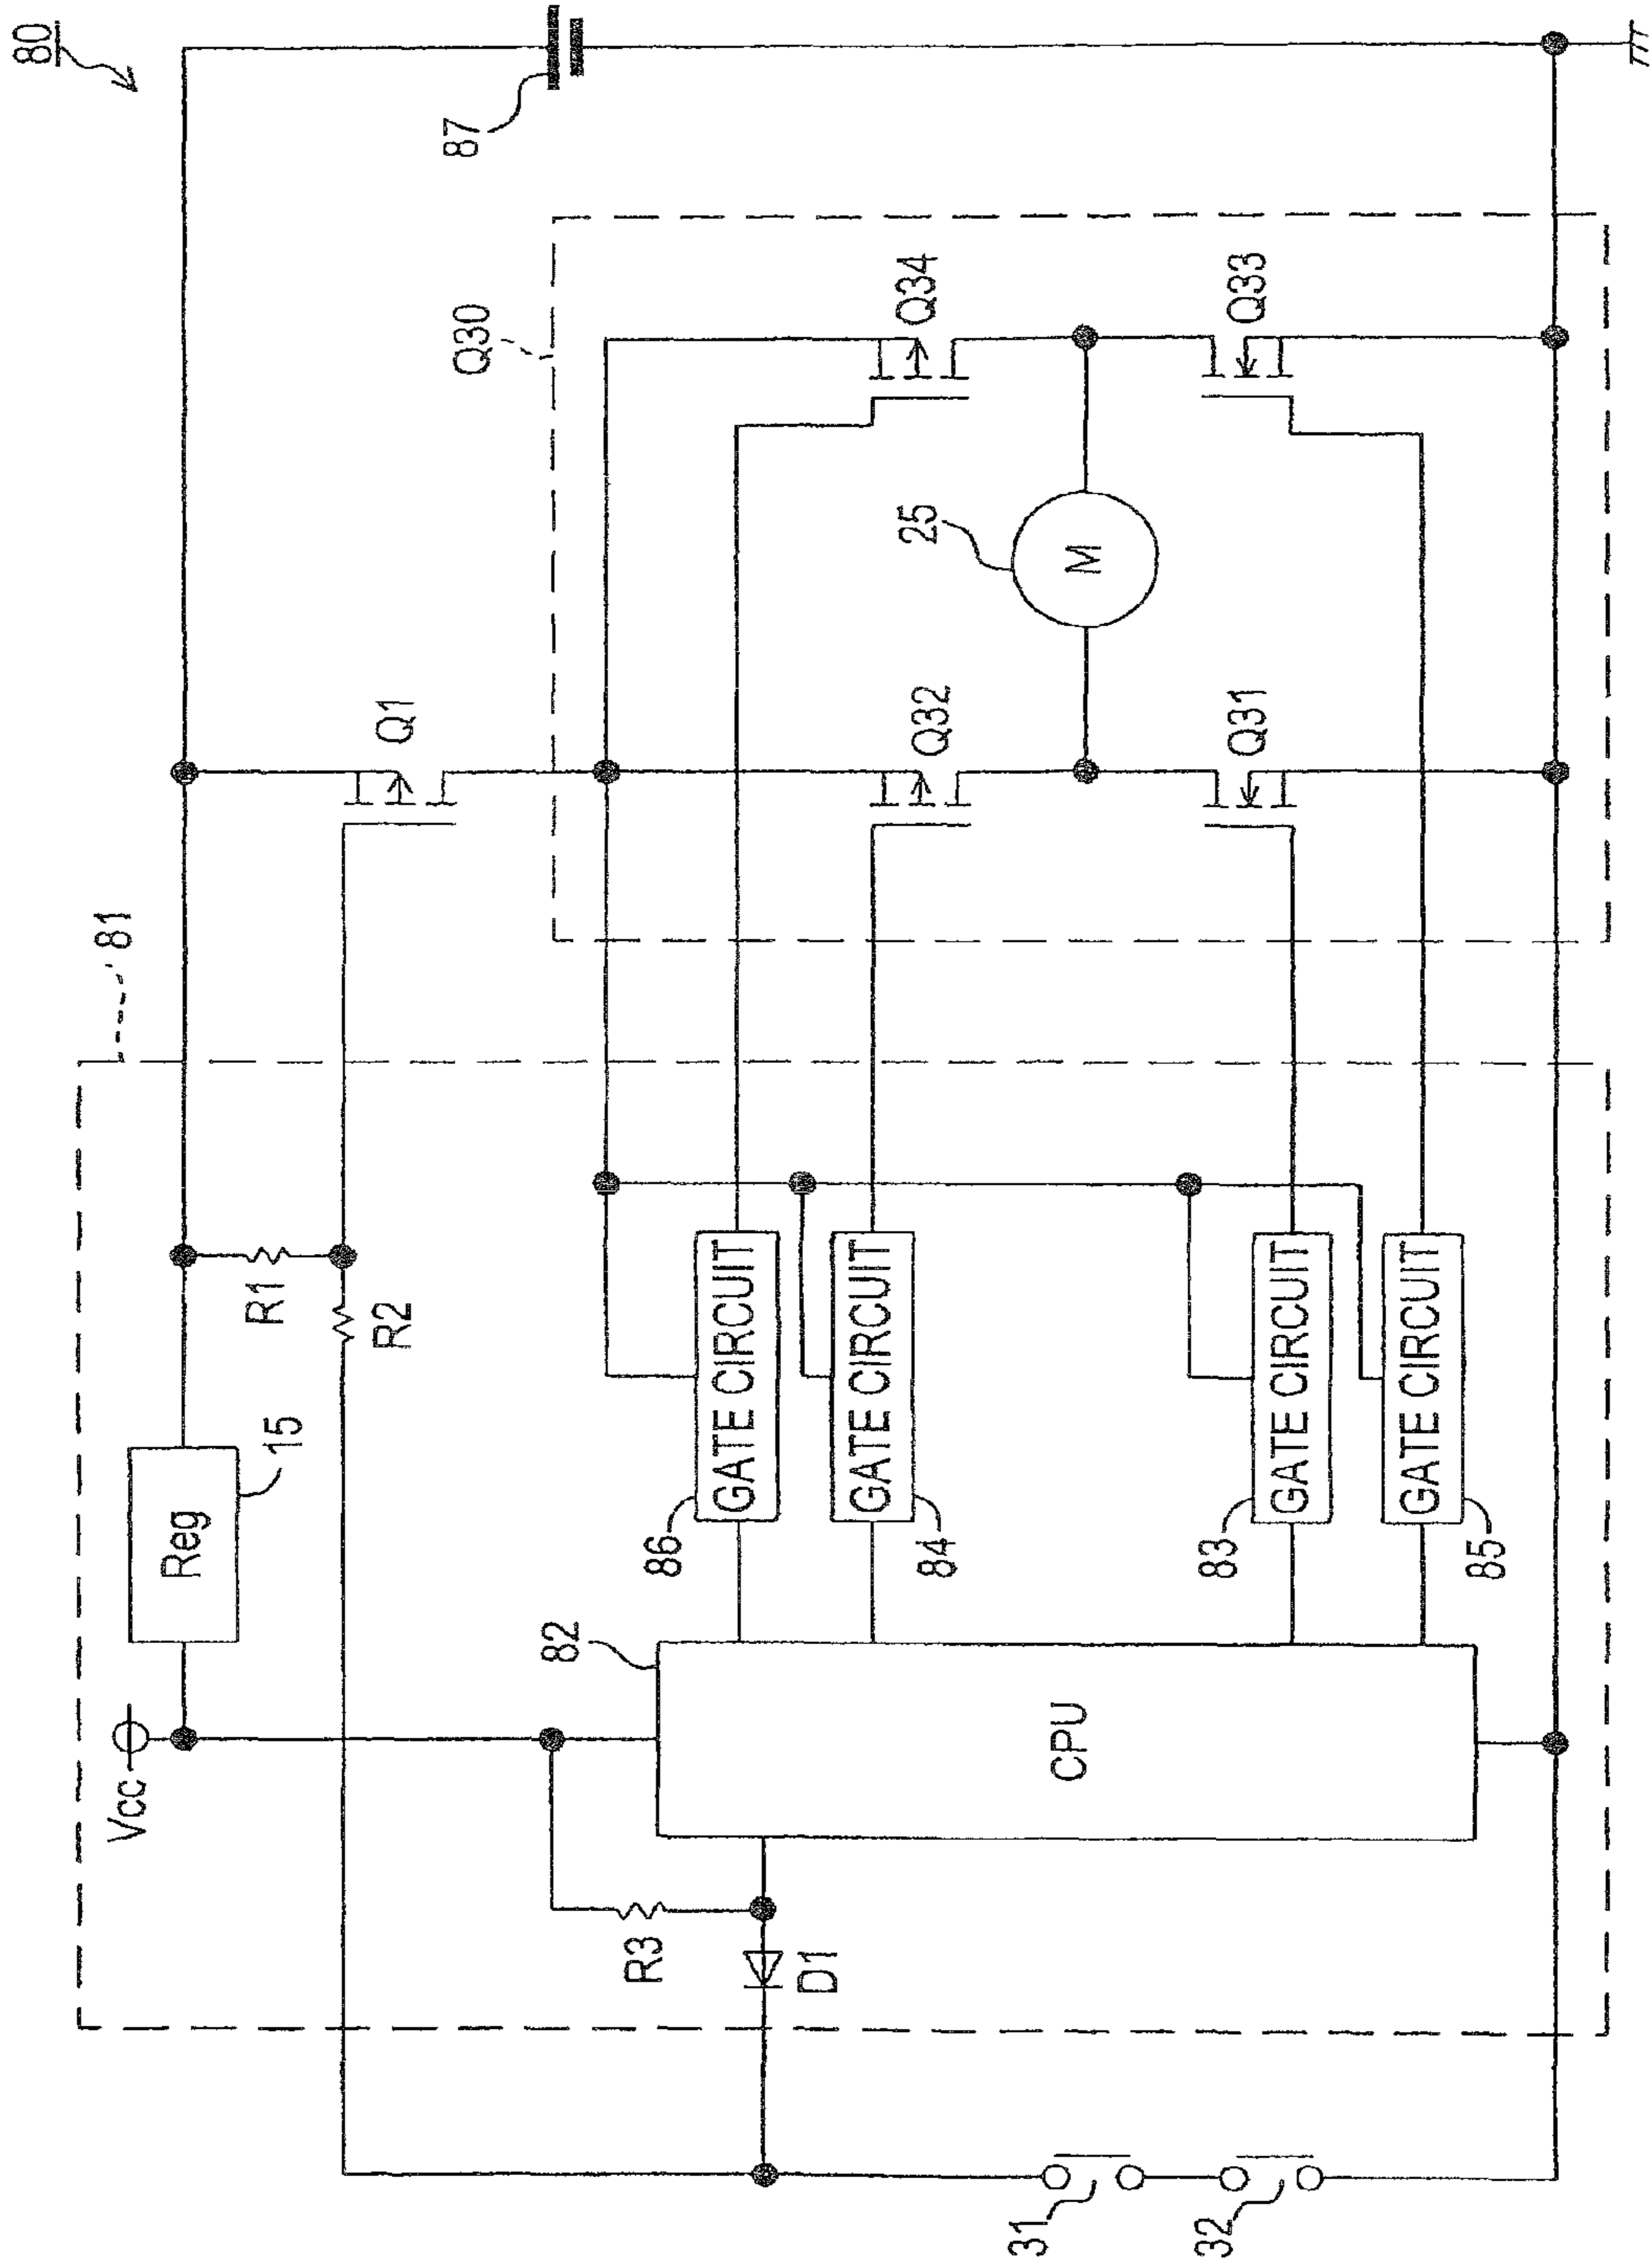 80
81
Vcc
Reg
15
R1
R2
Q1
87
Q30
82
CPU
R3
D1
86
GATE CIRCUIT
84
GATE CIRCUIT
83
GATE CIRCUIT
85
GATE CIRCUIT
Q32
Q34
25
M
Q31
Q33
31
32